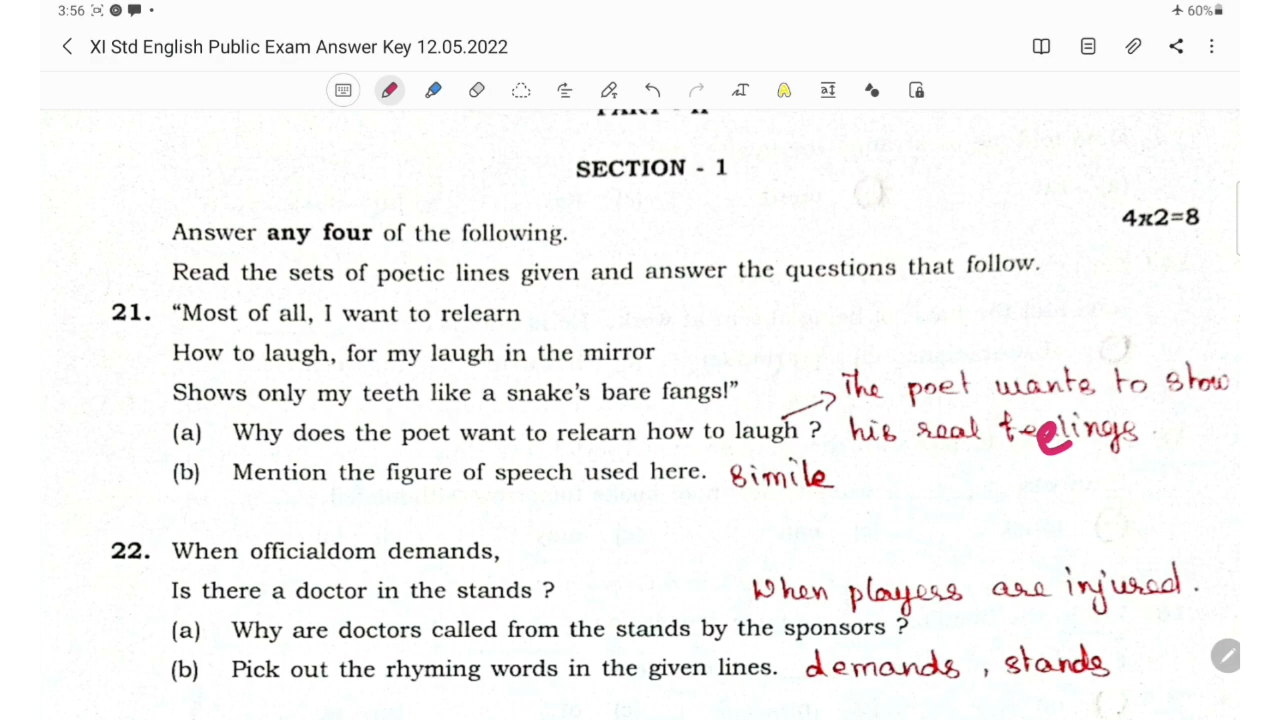 3:56 60%
XI Std English Public Exam Answer Key 12.05.2022
PART - II
SECTION - 1
4x2=8
Answer any four of the following.
Read the sets of poetic lines given and answer the questions that follow.
21. "Most of all, I want to relearn
How to laugh, for my laugh in the mirror
Shows only my teeth like a snake's bare fangs!"
The poet wants to show
(a) Why does the poet want to relearn how to laugh ? his real feelings.
(b) Mention the figure of speech used here. Simile
22. When officialdom demands,
Is there a doctor in the stands ?
When players are injured.
(a) Why are doctors called from the stands by the sponsors ?
(b) Pick out the rhyming words in the given lines. demands, stands